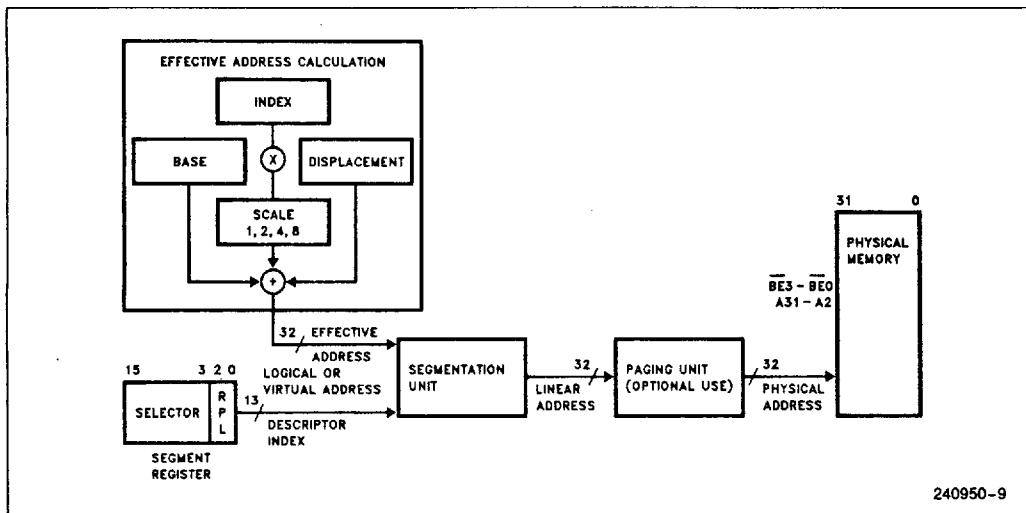 EFFECTIVE ADDRESS CALCULATION
INDEX
BASE
X
DISPLACEMENT
SCALE
1, 2, 4, 8
+
31 0
PHYSICAL
MEMORY
BE3 - BE0
A31 - A2
32 EFFECTIVE
ADDRESS
LOGICAL OR
VIRTUAL ADDRESS
SEGMENTATION
UNIT
32
LINEAR
ADDRESS
PAGING UNIT
(OPTIONAL USE)
32
PHYSICAL
ADDRESS
15 3 2 0
SELECTOR
R
P
L
13
DESCRIPTOR
INDEX
SEGMENT
REGISTER
240950-9